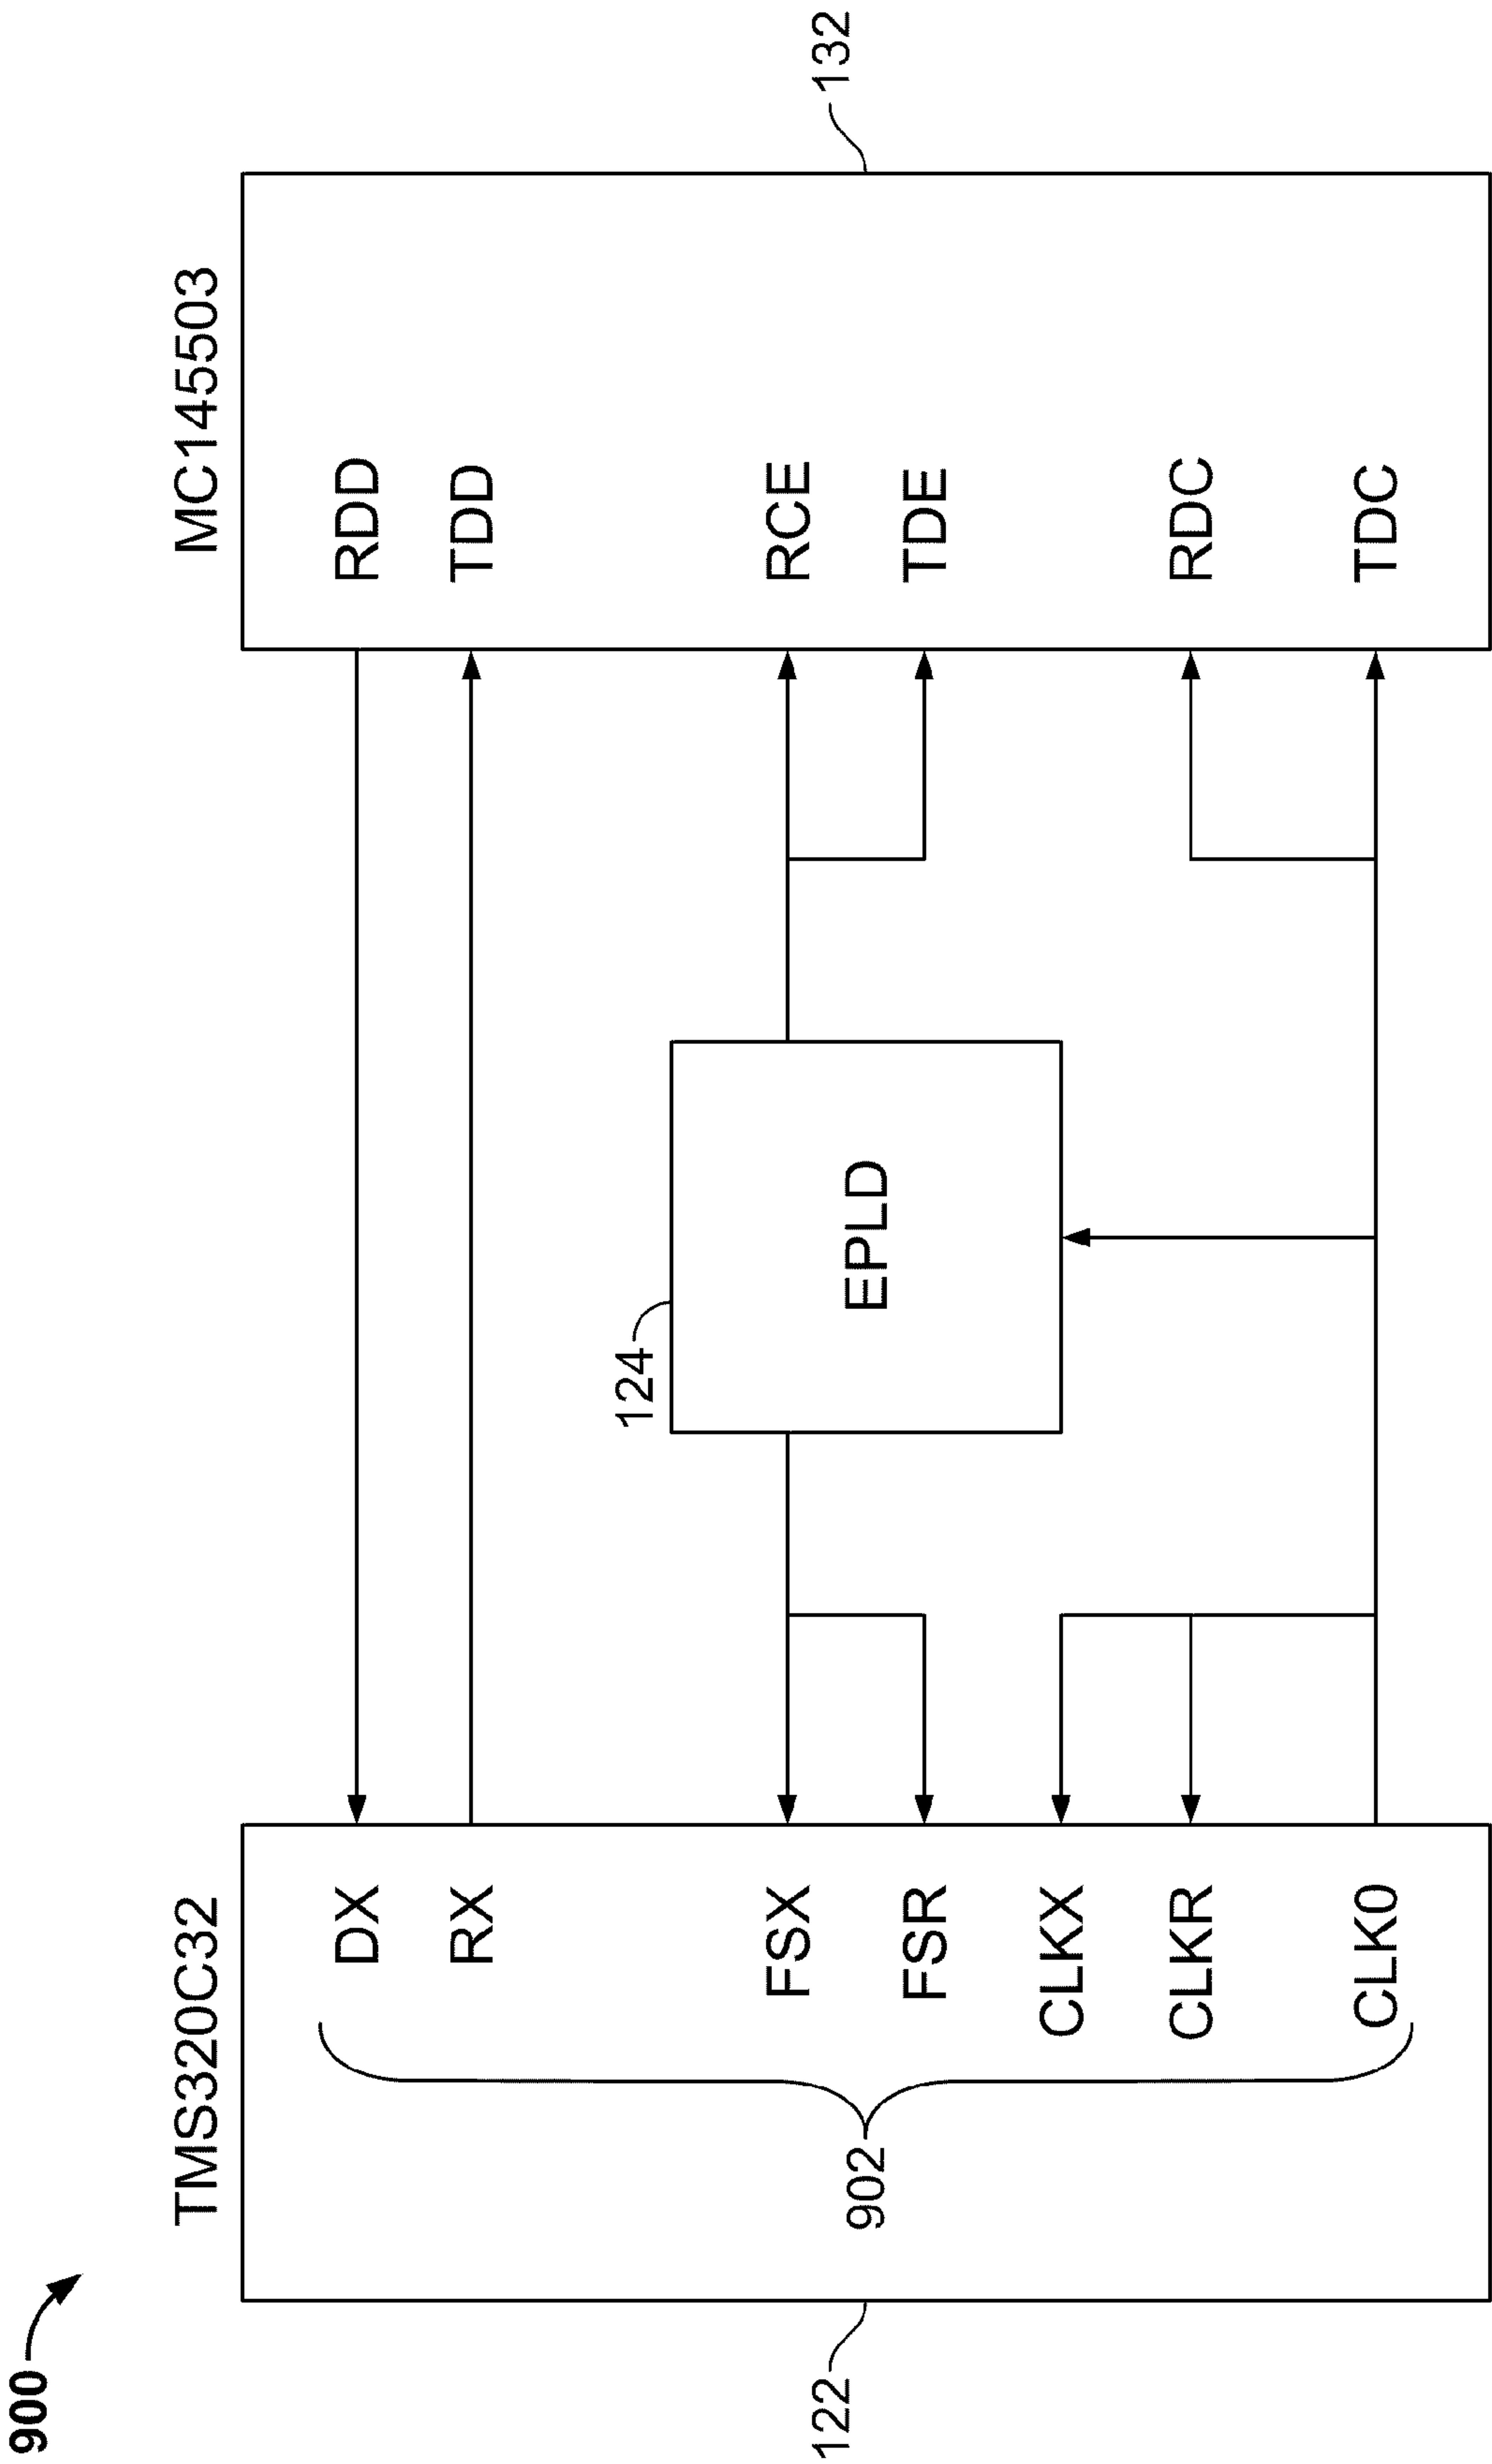 900
TMS320C32
MC145503
DX
RX
FSX
FSR
CLKX
CLKR
CLK0
902
122
124
EPLD
RDD
TDD
RCE
TDE
RDC
TDC
132